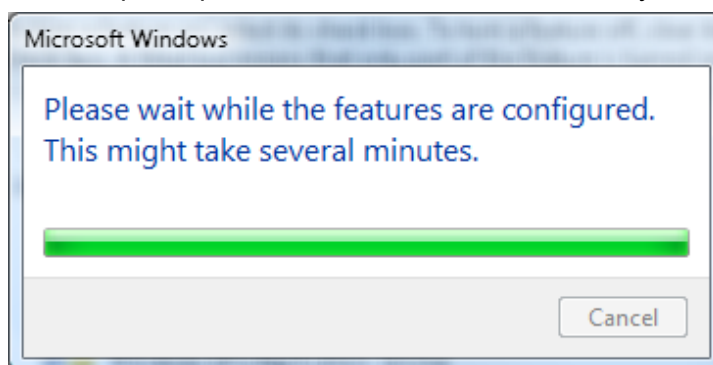 Microsoft Windows
Please wait while the features are configured.
This might take several minutes.
Cancel